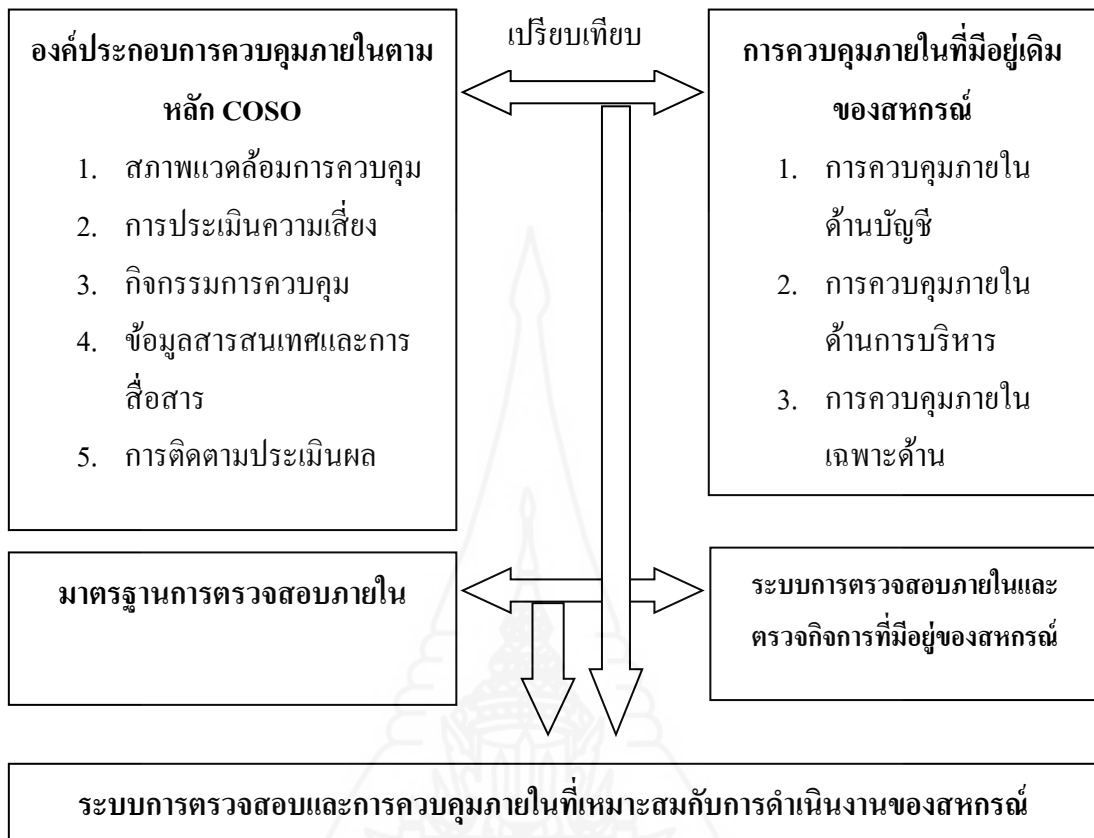 องค์ประกอบการควบคุมภายในตาม
หลัก COSO
1. สภาพแวดล้อมการควบคุม
2. การประเมินความเสี่ยง
3. กิจกรรมการควบคุม
4. ข้อมูลสารสนเทศและการ
สื่อสาร
5. การติดตามประเมินผล
เปรียบเทียบ
การควบคุมภายในที่มีอยู่เดิม
ของสหกรณ์
1. การควบคุมภายใน
ด้านบัญชี
2. การควบคุมภายใน
ด้านการบริหาร
3. การควบคุมภายใน
เฉพาะด้าน
มาตรฐานการตรวจสอบภายใน
ระบบการตรวจสอบภายในและ
ตรวจกิจการที่มีอยู่ของสหกรณ์
ระบบการตรวจสอบและการควบคุมภายในที่เหมาะสมกับการดำเนินงานของสหกรณ์